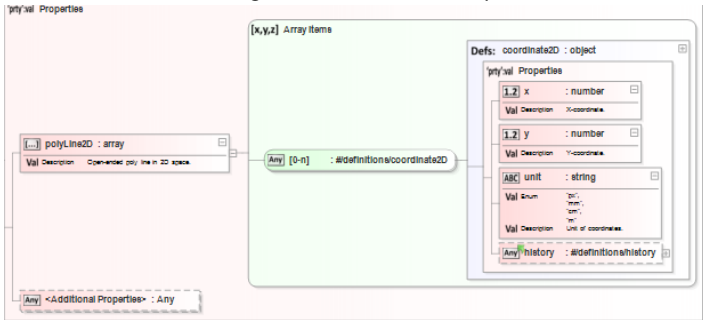 'prty':val Properties
[x,y,z] Array Items
Defs: coordinate2D : object
'prty':val Properties
1.2 x : number
Val Description X-coordinate.
1.2 y : number
Val Description Y-coordinate.
[...] polyLine2D : array
Val Description Open-ended poly line in 2D space.
Any [0-n] : #/definitions/coordinate2D
ABC unit : string
Val Enum "px",
"mm",
"cm",
"m"
Val Description Unit of coordinates.
Any history : #/definitions/history
Any <Additional Properties> : Any